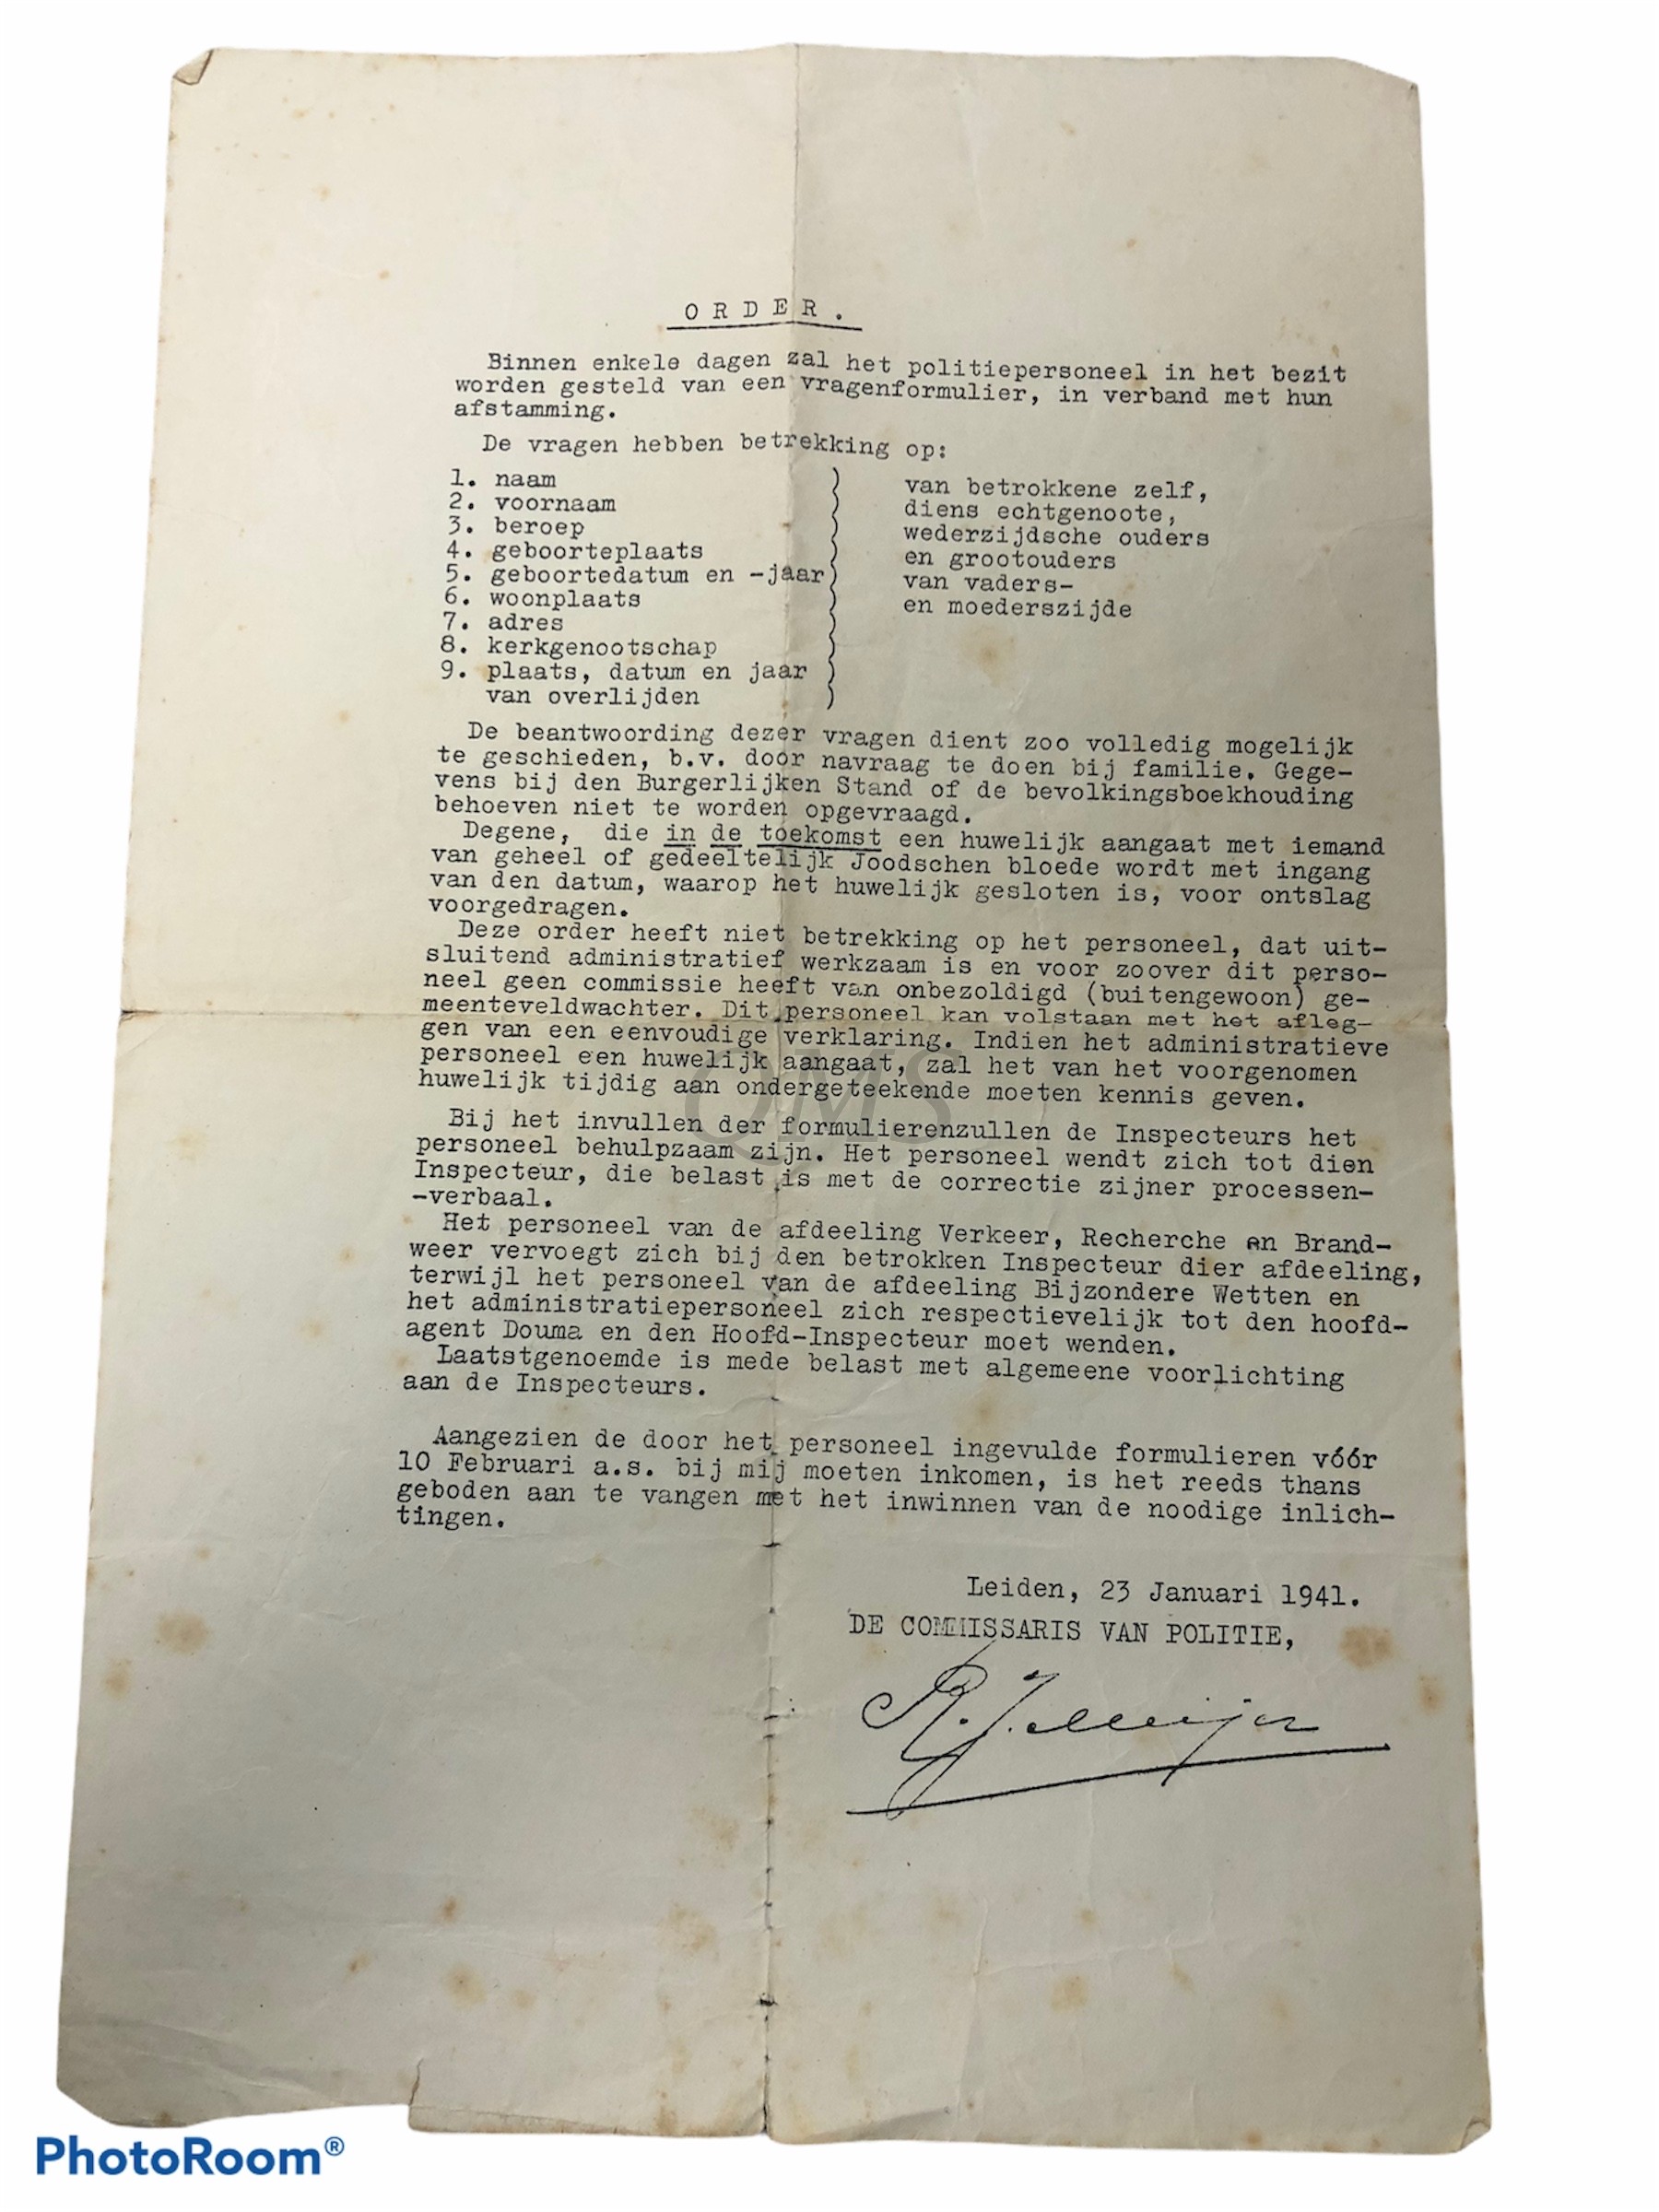 ORDER.
Binnen enkele dagen zal het politiepersoneel in het bezit
worden gesteld van een vragenformulier, in verband met hun
afstamming.
De vragen hebben betrekking op:
1. naam
2. voornaam
3. beroep
4. geboorteplaats
5. geboortedatum en -jaar
6. woonplaats
7. adres
8. kerkgenootschap
9. plaats, datum en jaar
van overlijden
van betrokkene zelf,
diens echtgenoote,
wederzijdsche ouders
en grootouders
van vaders-
en moederszijde
De beantwoording dezer vragen dient zoo volledig mogelijk
te geschieden, b.v. door navraag te doen bij familie. Gege-
vens bij den Burgerlijken Stand of de bevolkingsboekhouding
behoeven niet te worden opgevraagd.
Degene, die in de toekomst een huwelijk aangaat met iemand
van geheel of gedeeltelijk Joodschen bloede wordt met ingang
van den datum, waarop het huwelijk gesloten is, voor ontslag
voorgedragen.
Deze order heeft niet betrekking op het personeel, dat uit-
sluitend administratief werkzaam is en voor zoover dit perso-
neel geen commissie heeft van onbezoldigd (buitengewoon) ge-
meenteveldwachter. Dit personeel kan volstaan met het afleg-
gen van een eenvoudige verklaring. Indien het administratieve
personeel een huwelijk aangaat, zal het van het voorgenomen
huwelijk tijdig aan ondergeteekende moeten kennis geven.
Bij het invullen der formulierenzullen de Inspecteurs het
personeel behulpzaam zijn. Het personeel wendt zich tot dien
Inspecteur, die belast is met de correctie zijner processen-
-verbaal.
Het personeel van de afdeeling Verkeer, Recherche en Brand-
weer vervoegt zich bij den betrokken Inspecteur dier afdeeling,
terwijl het personeel van de afdeeling Bijzondere Wetten en
het administratiepersoneel zich respectievelijk tot den hoofd-
agent Douma en den Hoofd-Inspecteur moet wenden.
Laatstgenoemde is mede belast met algemeene voorlichting
aan de Inspecteurs.
Aangezien de door het personeel ingevulde formulieren vóór
10 Februari a.s. bij mij moeten inkomen, is het reeds thans
geboden aan te vangen met het inwinnen van de noodige inlich-
tingen.
Leiden, 23 Januari 1941.
DE COMMISSARIS VAN POLITIE,
R.J. Meijer
QMS
PhotoRoom®